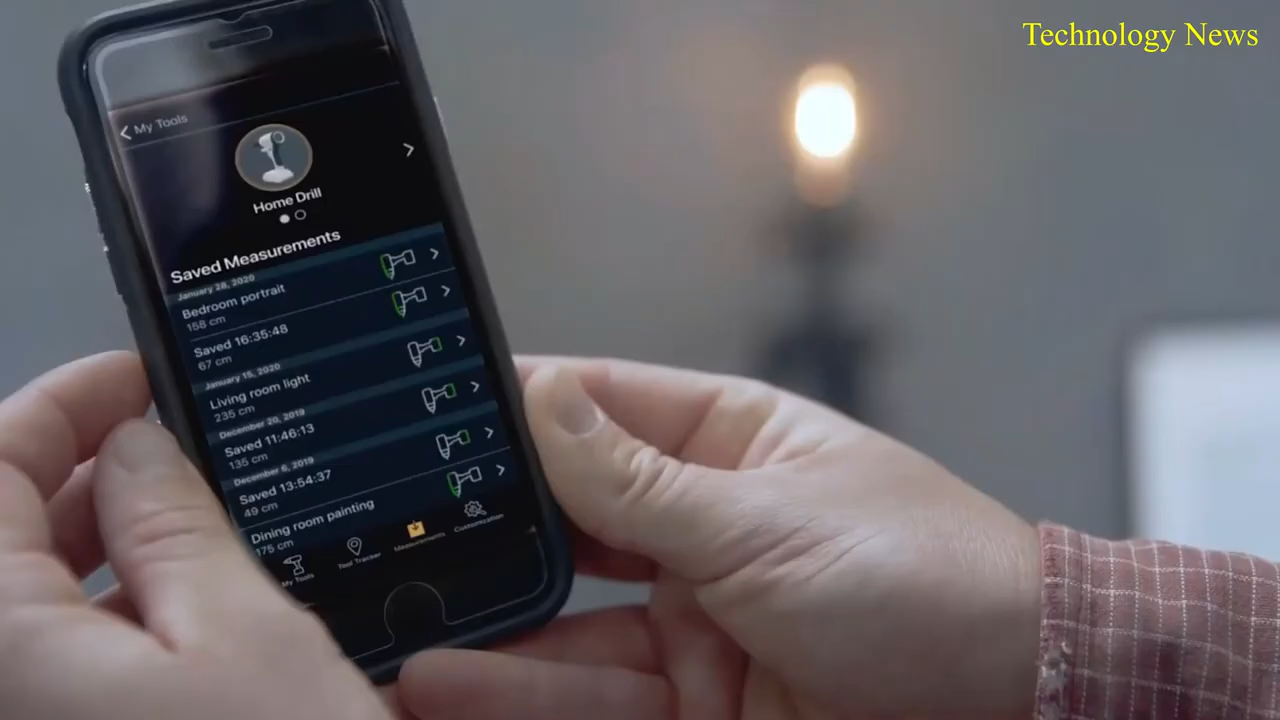 Technology News
My Tools
Home Drill
Saved Measurements
January 28, 2020
Bedroom portrait
158 cm
Saved 16:35:48
67 cm
January 15, 2020
Living room light
235 cm
December 20, 2019
Saved 11:46:13
135 cm
December 6, 2019
Saved 13:54:37
49 cm
Dining room painting
175 cm
My Tools
Tool Tracker
Measurements
Customization